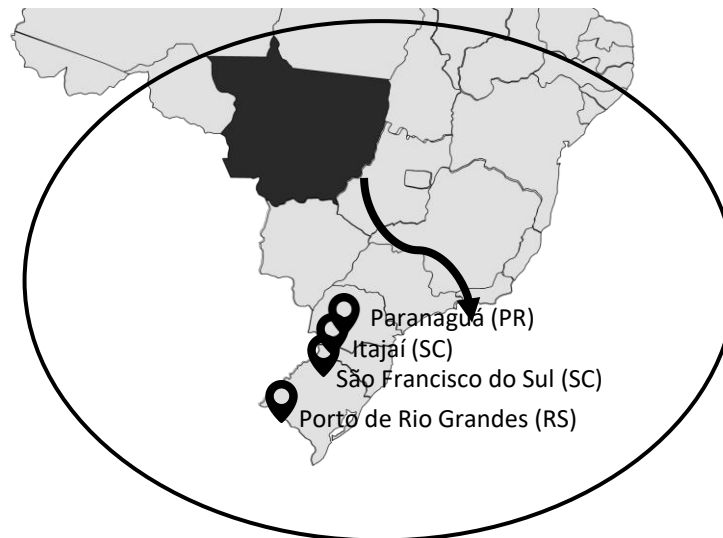 Paranaguá (PR)
Itajaí (SC)
São Francisco do Sul (SC)
Porto de Rio Grandes (RS)